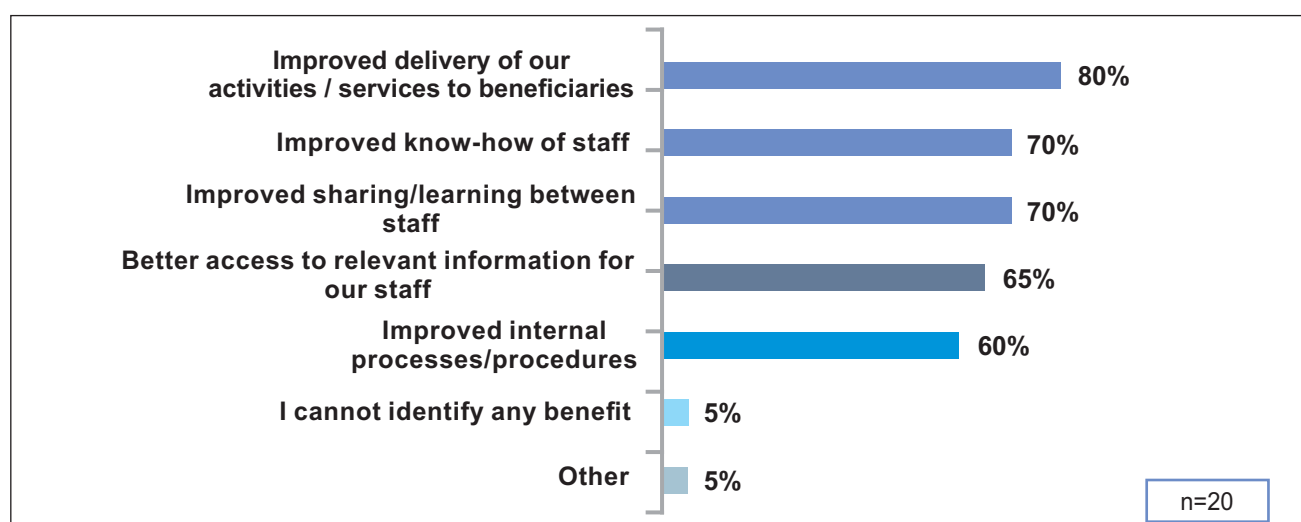 Improved delivery of our
activities / services to beneficiaries
80%
Improved know-how of staff
70%
Improved sharing/learning between
staff
70%
Better access to relevant information for
our staff
65%
Improved internal
processes/procedures
60%
I cannot identify any benefit
5%
Other
5%
n=20